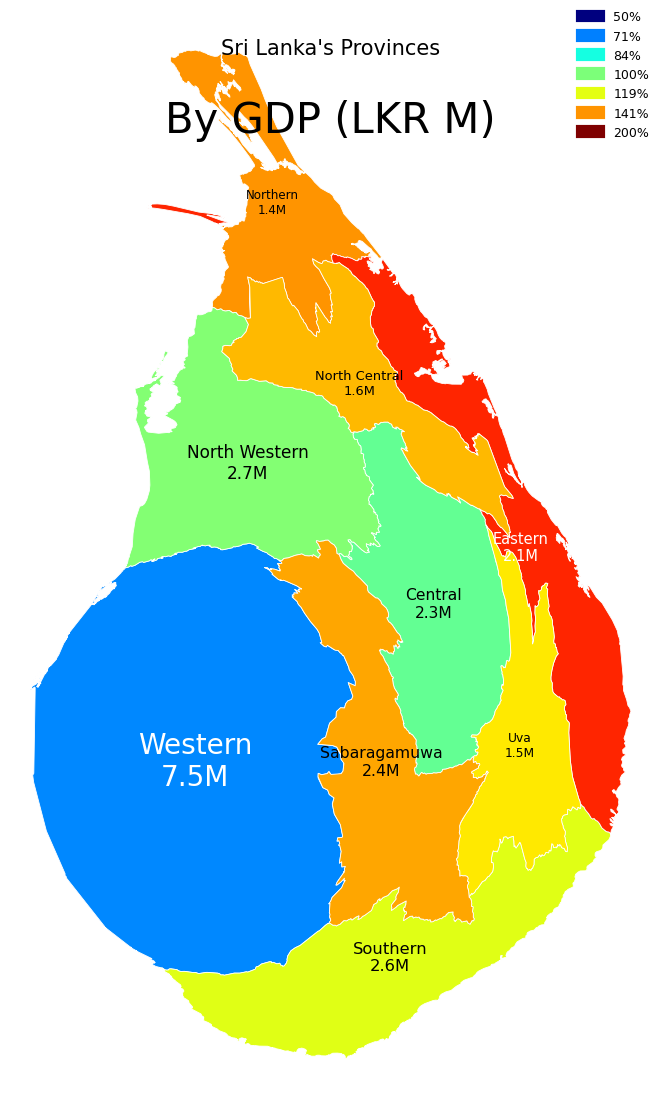 Sri Lanka's Provinces
By GDP (LKR M)
50%
71%
84%
100%
119%
141%
200%
Northern
1.4M
North Central
1.6M
North Western
2.7M
Eastern
2.1M
Central
2.3M
Western
7.5M
Sabaragamuwa
2.4M
Uva
1.5M
Southern
2.6M